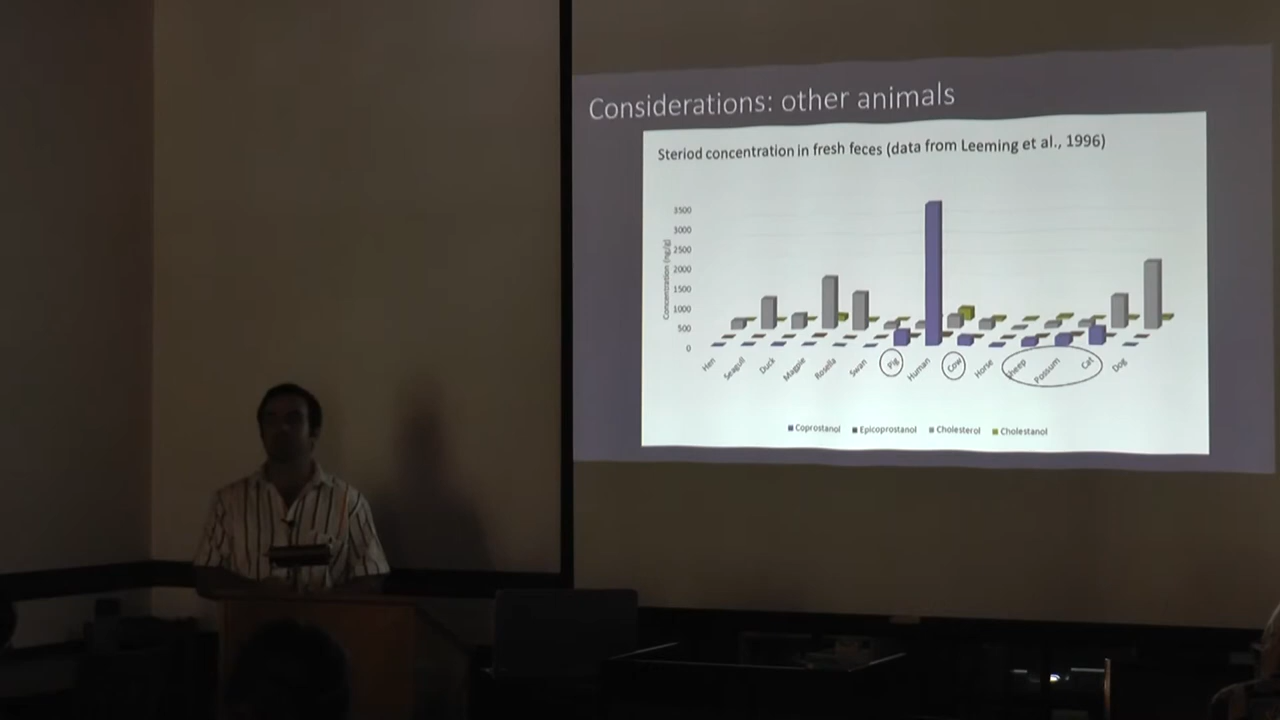 Considerations: other animals
Steriod concentration in fresh feces (data from Leeming et al., 1996)
3500
3000
2500
2000
1500
1000
500
0
Concentration (ng/g)
Hen Seagull Duck Magpie Rosella Swan Pig Human Cow Horse Sheep Possum Cat Dog
Coprostanol Epicoprostanol Cholesterol Cholestanol